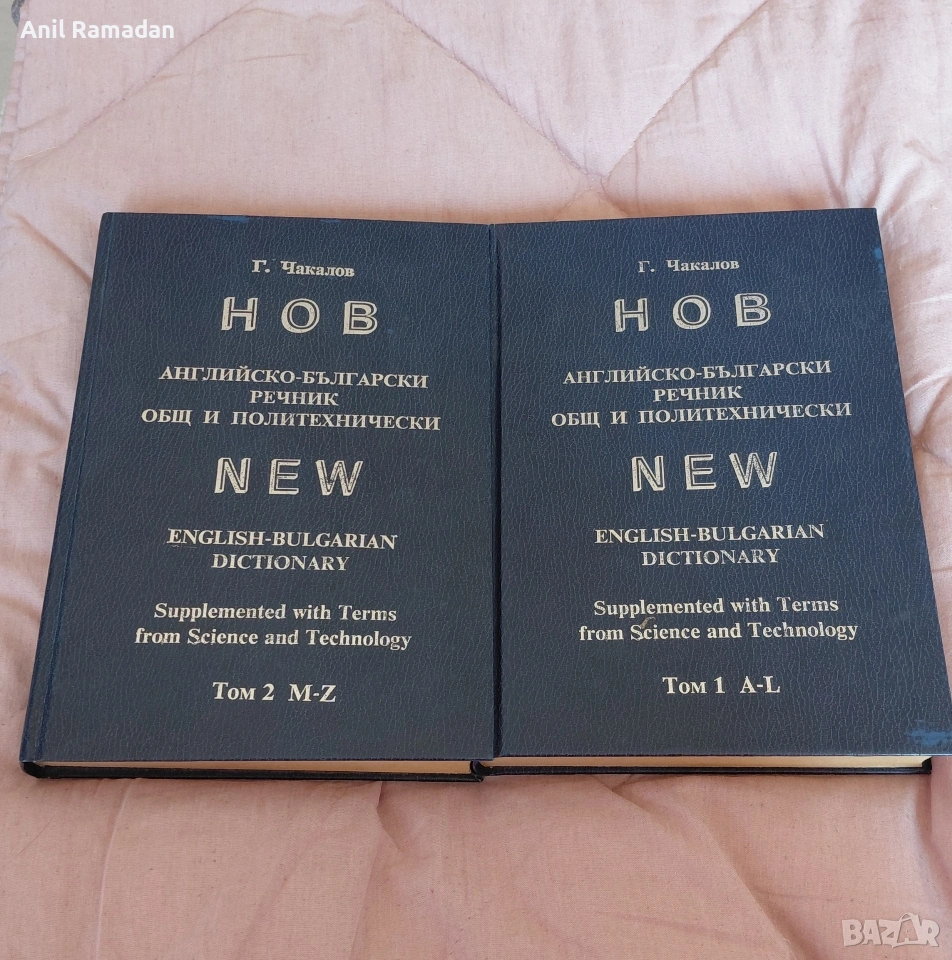 Anil Ramadan
Г. Чакалов
НОВ
АНГЛИЙСКО-БЪЛГАРСКИ
РЕЧНИК
ОБЩ И ПОЛИТЕХНИЧЕСКИ
NEW
ENGLISH-BULGARIAN
DICTIONARY
Supplemented with Terms
from Science and Technology
Том 2 M-Z
Г. Чакалов
НОВ
АНГЛИЙСКО-БЪЛГАРСКИ
РЕЧНИК
ОБЩ И ПОЛИТЕХНИЧЕСКИ
NEW
ENGLISH-BULGARIAN
DICTIONARY
Supplemented with Terms
from Science and Technology
Том 1 A-L
BAZAR